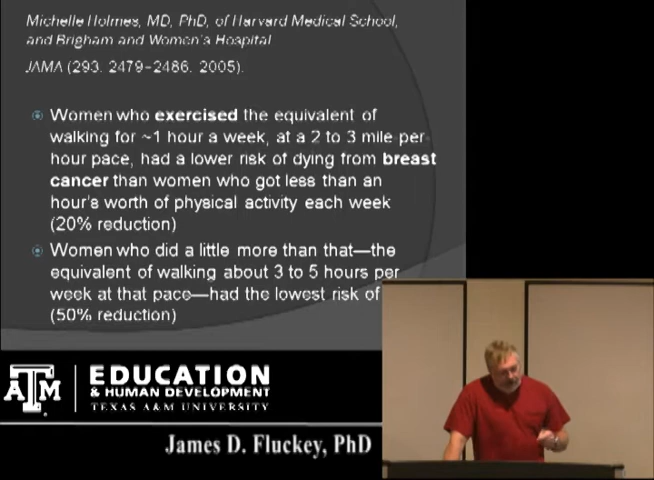 Michelle Holmes, MD, PhD, of Harvard Medical School,
and Brigham and Women's Hospital
JAMA (293. 2479-2486. 2005).
Women who exercised the equivalent of
walking for ~1 hour a week, at a 2 to 3 mile per
hour pace, had a lower risk of dying from breast
cancer than women who got less than an
hour's worth of physical activity each week
(20% reduction)
Women who did a little more than that—the
equivalent of walking about 3 to 5 hours per
week at that pace—had the lowest risk of
(50% reduction)
ATM
EDUCATION
& HUMAN DEVELOPMENT
TEXAS A&M UNIVERSITY
James D. Fluckey, PhD